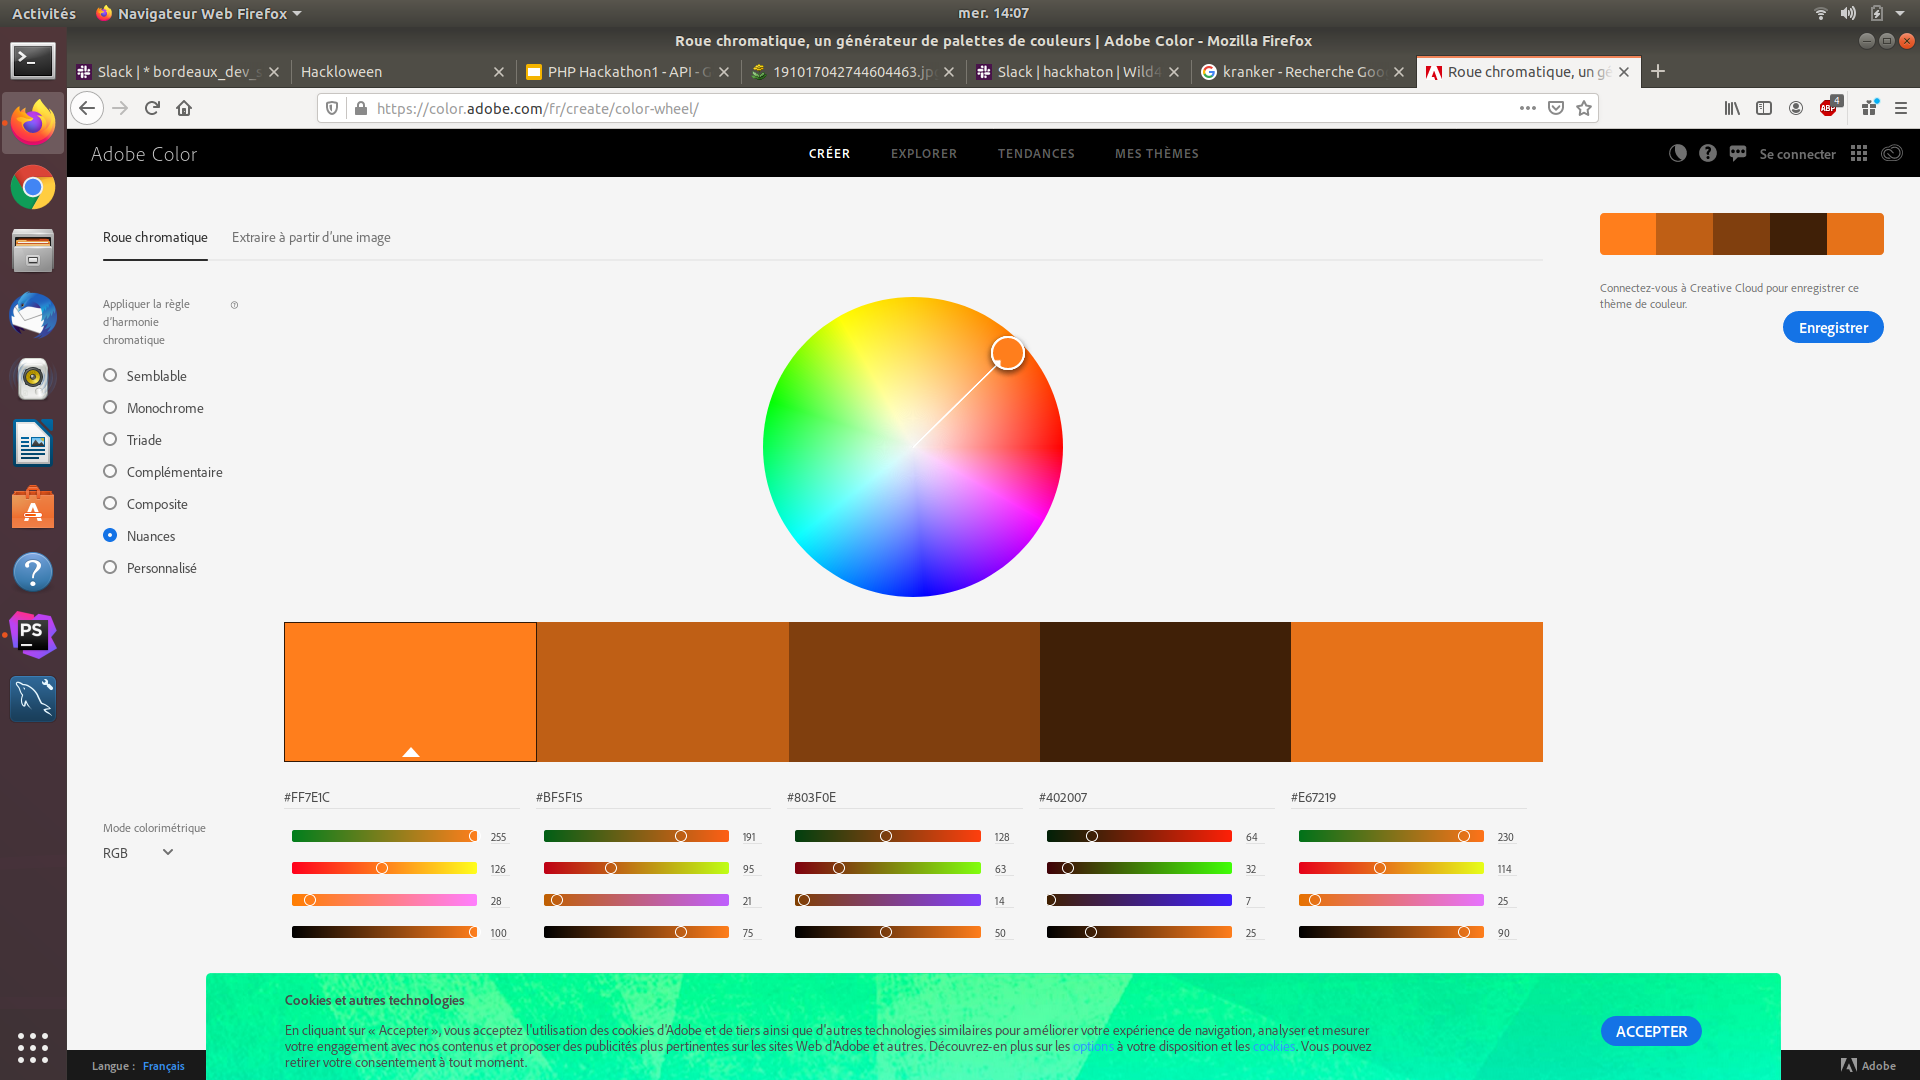 Activités
Navigateur Web Firefox
mer. 14:07
Roue chromatique, un générateur de palettes de couleurs | Adobe Color - Mozilla Firefox
Slack | * bordeaux_dev_s
Hackloween
PHP Hackathon1 - API - G
191017042744604463.jp
Slack | hackhaton | Wild4
kranker - Recherche Goo
Roue chromatique, un gé
https://color.adobe.com/fr/create/color-wheel/
ABP
4
Adobe Color
CRÉER
EXPLORER
TENDANCES
MES THÈMES
Se connecter
Roue chromatique
Extraire à partir d'une image
Connectez-vous à Creative Cloud pour enregistrer ce
thème de couleur.
Enregistrer
Appliquer la règle
d'harmonie
chromatique
Semblable
Monochrome
Triade
Complémentaire
Composite
Nuances
Personnalisé
PS
#FF7E1C
#BF5F15
#803F0E
#402007
#E67219
Mode colorimétrique
RGB
255
191
128
64
230
126
95
63
32
114
28
21
14
7
25
100
75
50
25
90
Cookies et autres technologies
En cliquant sur « Accepter », vous acceptez l'utilisation des cookies d'Adobe et de tiers ainsi que d'autres technologies similaires pour améliorer votre expérience de navigation, analyser et mesurer
votre engagement avec nos contenus et proposer des publicités plus pertinentes sur les sites Web d'Adobe et autres. Découvrez-en plus sur les options à votre disposition et les cookies. Vous pouvez
retirer votre consentement à tout moment.
ACCEPTER
Langue :
Français
Adobe